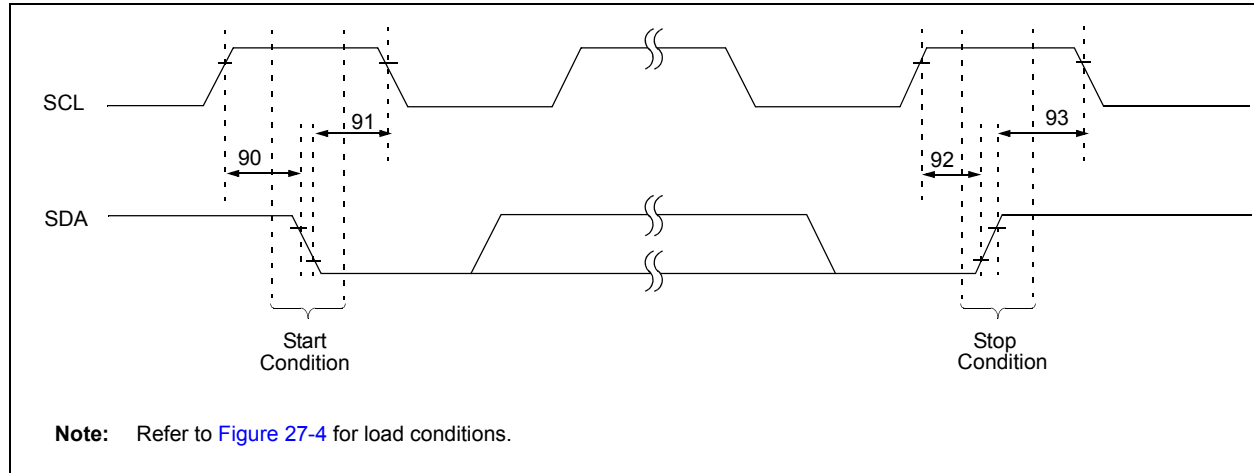 SCL
91
93
90
92
SDA
Start
Condition
Stop
Condition
Note: Refer to Figure 27-4 for load conditions.